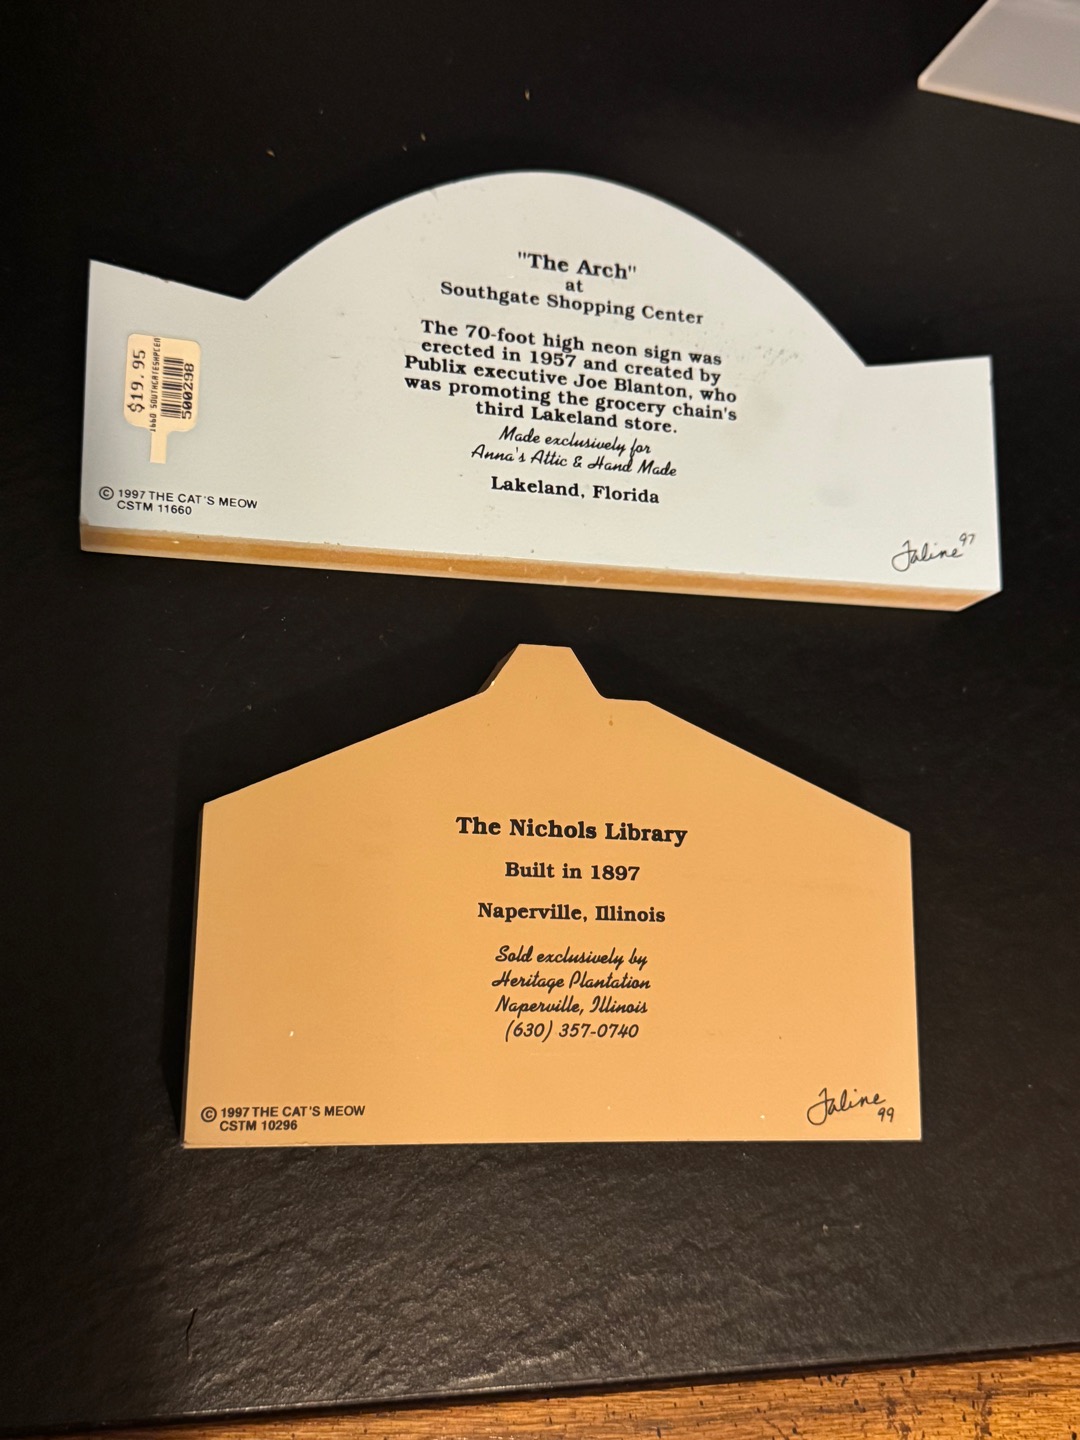 "The Arch"
at
Southgate Shopping Center
The 70-foot high neon sign was
erected in 1957 and created by
Publix executive Joe Blanton, who
was promoting the grocery chain's
third Lakeland store.
Made exclusively for
Anna's Attic & Hand Made
Lakeland, Florida
$19.95
1660 SOUTHGATESHPCEN
500298
© 1997 THE CAT'S MEOW
CSTM 11660
Faline 97
The Nichols Library
Built in 1897
Naperville, Illinois
Sold exclusively by
Heritage Plantation
Naperville, Illinois
(630) 357-0740
© 1997 THE CAT'S MEOW
CSTM 10296
Faline
99